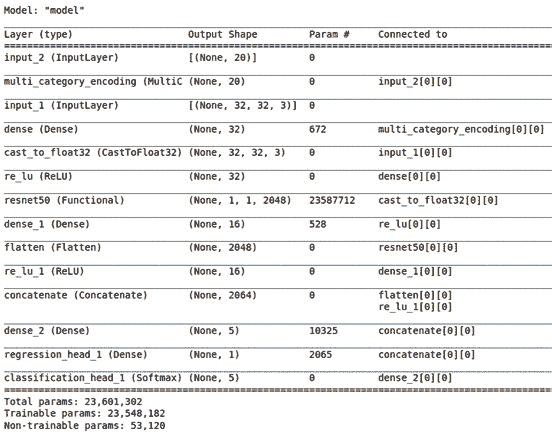 Model: "model"
Layer (type) Output Shape Param # Connected to
input_2 (InputLayer) [(None, 20)] 0
multi_category_encoding (MultiC (None, 20) 0 input_2[0][0]
input_1 (InputLayer) [(None, 32, 32, 3)] 0
dense (Dense) (None, 32) 672 multi_category_encoding[0][0]
cast_to_float32 (CastToFloat32) (None, 32, 32, 3) 0 input_1[0][0]
re_lu (ReLU) (None, 32) 0 dense[0][0]
resnet50 (Functional) (None, 1, 1, 2048) 23587712 cast_to_float32[0][0]
dense_1 (Dense) (None, 16) 528 re_lu[0][0]
flatten (Flatten) (None, 2048) 0 resnet50[0][0]
re_lu_1 (ReLU) (None, 16) 0 dense_1[0][0]
concatenate (Concatenate) (None, 2064) 0 flatten[0][0]
re_lu_1[0][0]
dense_2 (Dense) (None, 5) 10325 concatenate[0][0]
regression_head_1 (Dense) (None, 1) 2065 concatenate[0][0]
classification_head_1 (Softmax) (None, 5) 0 dense_2[0][0]
Total params: 23,601,302
Trainable params: 23,548,182
Non-trainable params: 53,120